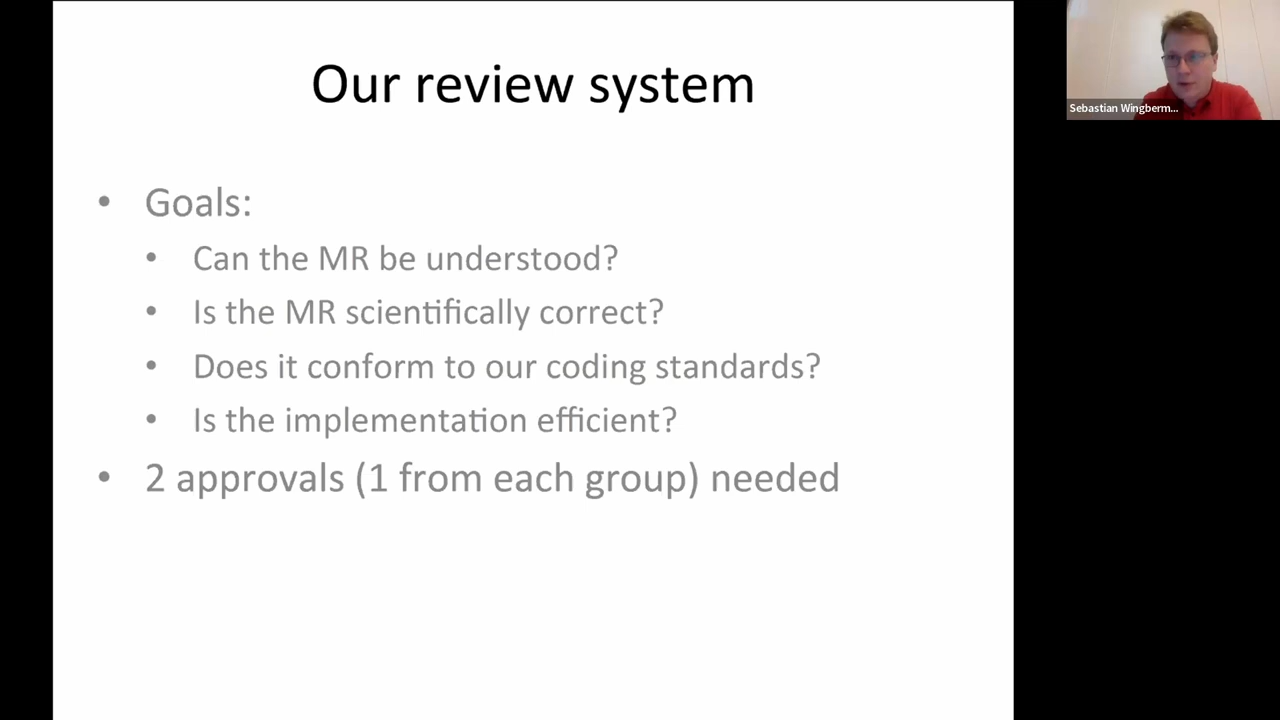 Our review system
• Goals:
• Can the MR be understood?
• Is the MR scientifically correct?
• Does it conform to our coding standards?
• Is the implementation efficient?
• 2 approvals (1 from each group) needed
Sebastian Wingberm...